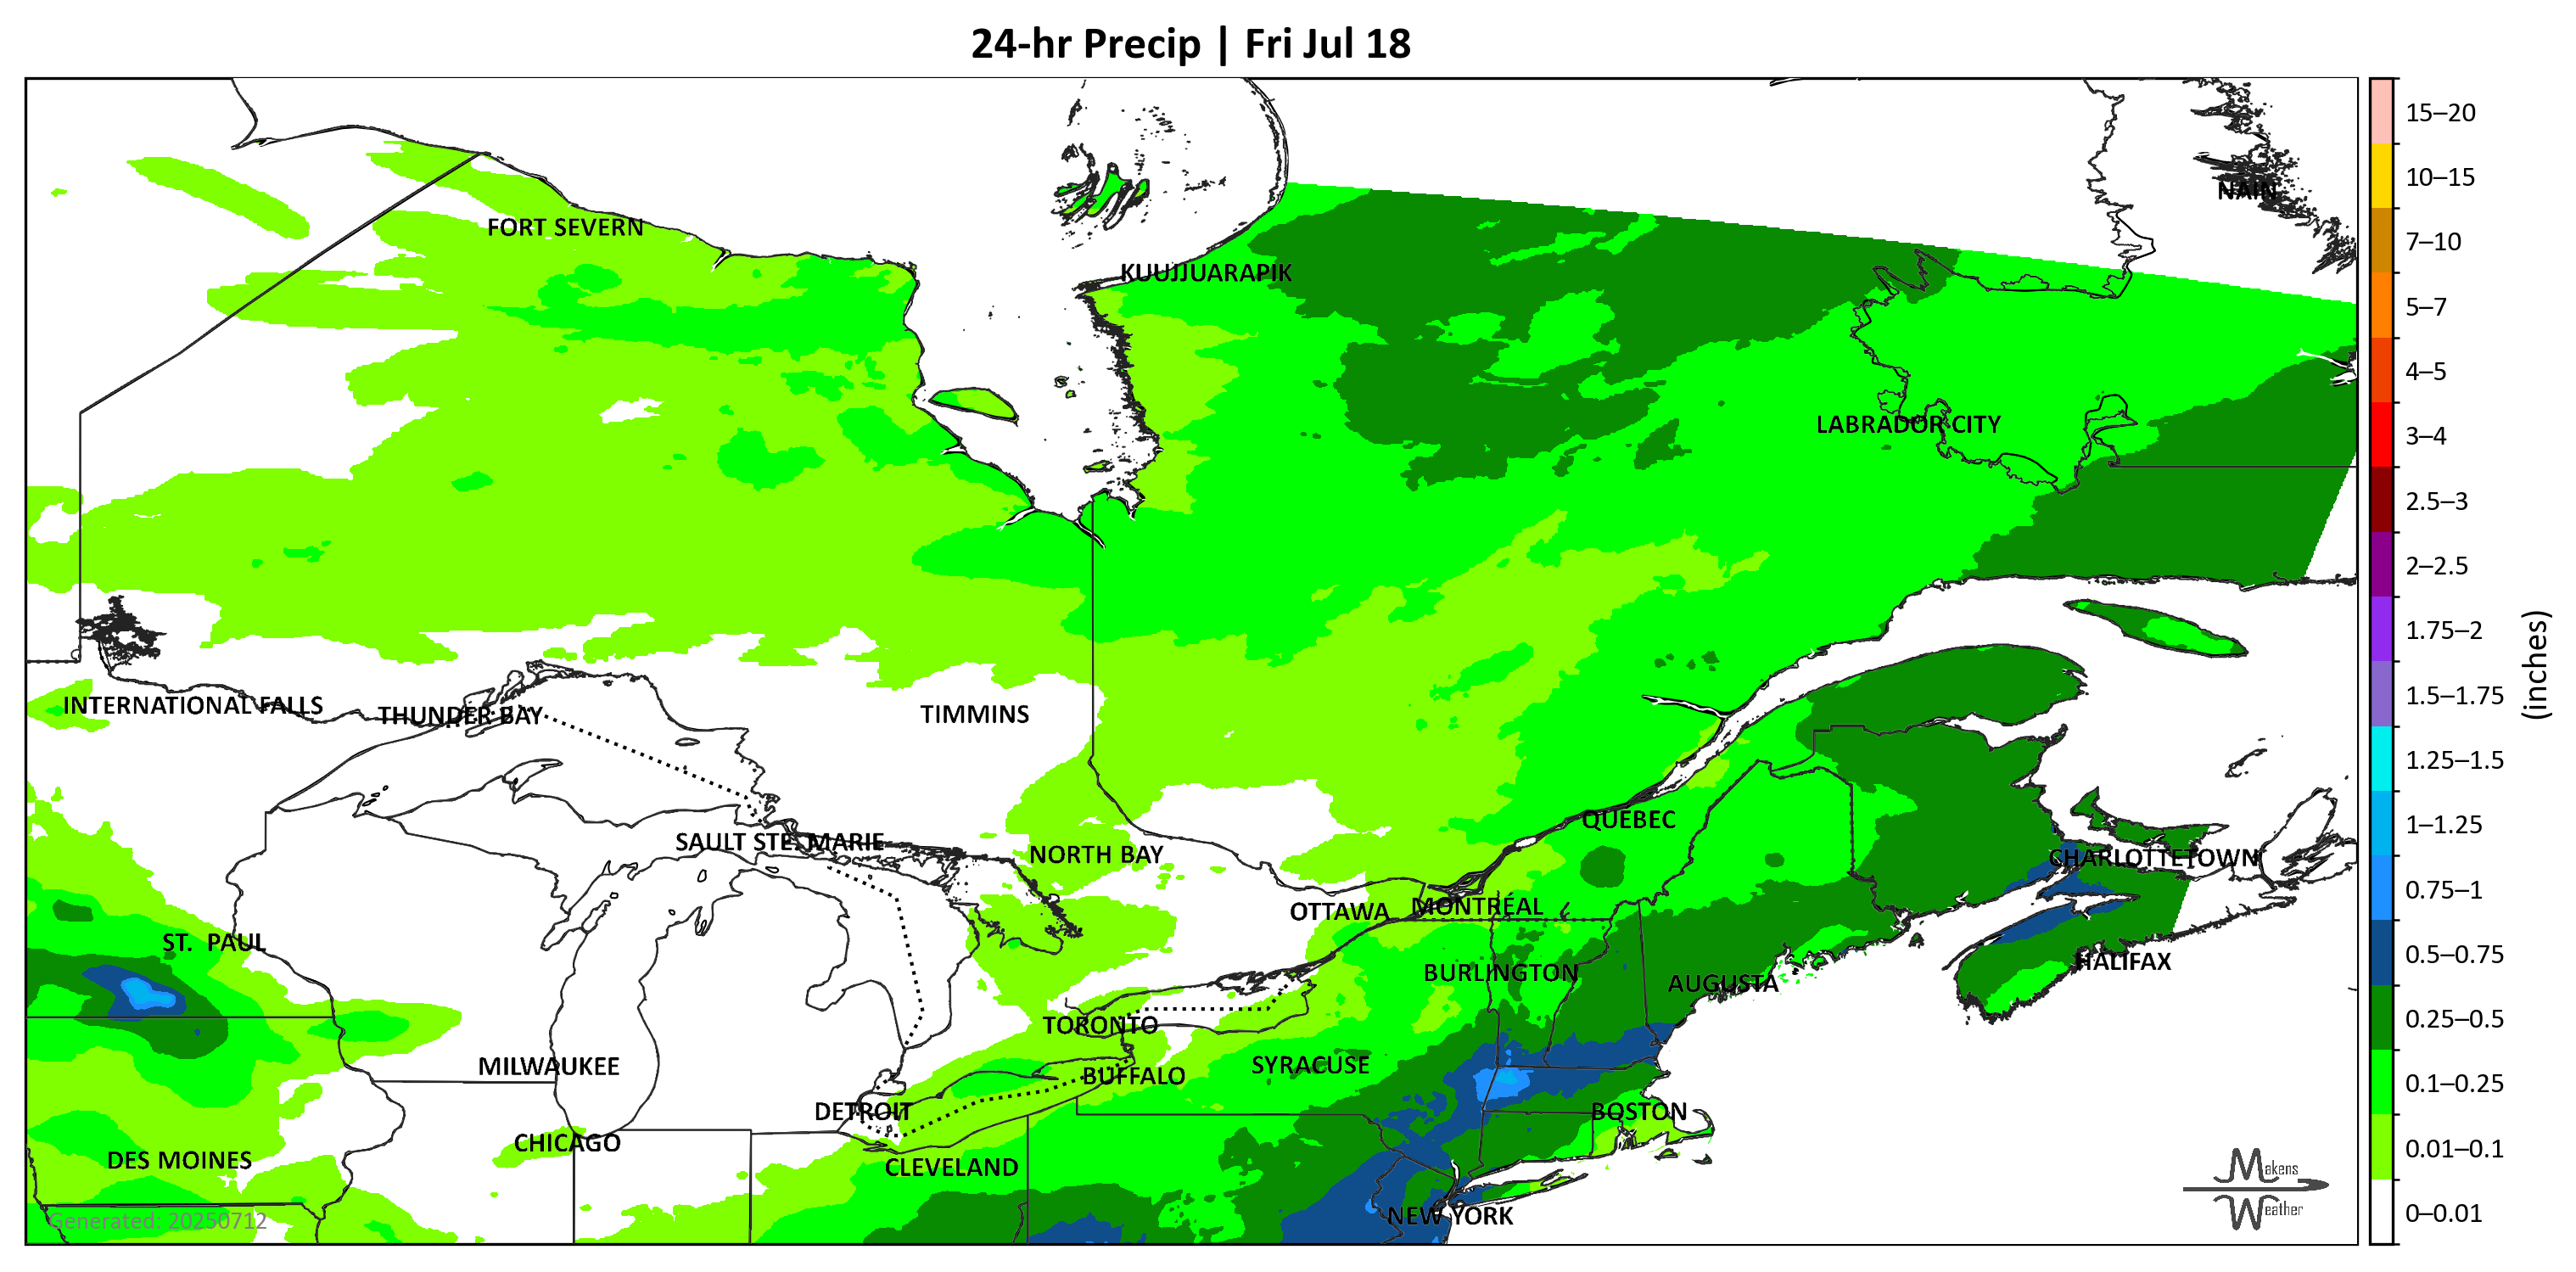 24-hr Precip | Fri Jul 18
NAIN
FORT SEVERN
KUUJJUARAPIK
LABRADOR CITY
INTERNATIONAL FALLS
THUNDER BAY
TIMMINS
QUEBEC
SAULT STE. MARIE
NORTH BAY
CHARLOTTETOWN
OTTAWA
MONTRÉAL
ST. PAUL
BURLINGTON
AUGUSTA
HALIFAX
TORONTO
SYRACUSE
MILWAUKEE
BUFFALO
DETROIT
BOSTON
CHICAGO
DES MOINES
CLEVELAND
NEW YORK
Generated: 20250712
Makens
Weather
15–20
10–15
7–10
5–7
4–5
3–4
2.5–3
2–2.5
1.75–2
1.5–1.75
1.25–1.5
1–1.25
0.75–1
0.5–0.75
0.25–0.5
0.1–0.25
0.01–0.1
0–0.01
(inches)